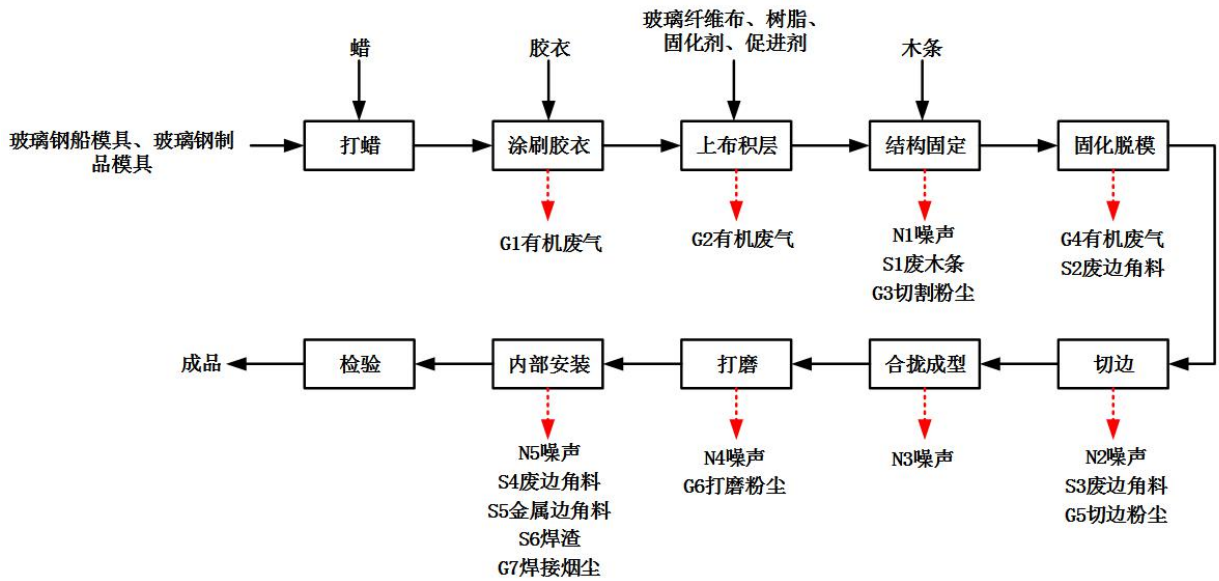 蜡
胶衣
玻璃纤维布、树脂、
固化剂、促进剂
木条
玻璃钢船模具、玻璃钢制
品模具
打蜡
涂刷胶衣
上布积层
结构固定
固化脱模
G1有机废气
G2有机废气
N1噪声
S1废木条
G3切割粉尘
G4有机废气
S2废边角料
成品
检验
内部安装
打磨
合拢成型
切边
N5噪声
S4废边角料
S5金属边角料
S6焊渣
G7焊接烟尘
N4噪声
G6打磨粉尘
N3噪声
N2噪声
S3废边角料
G5切边粉尘